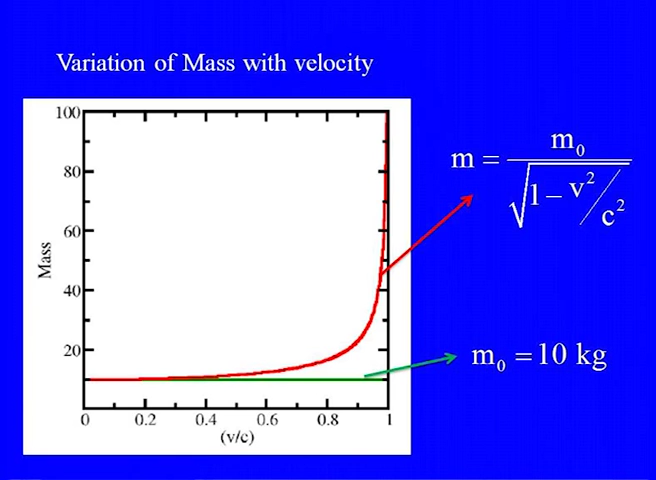 Variation of Mass with velocity
100
80
60
40
20
Mass
0 0.2 0.4 0.6 0.8 1
(v/c)
m = m₀ / √1 – v²/c²
m₀ = 10 kg